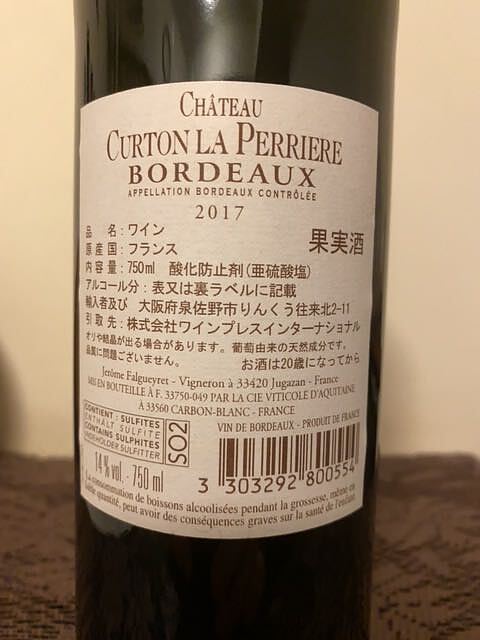 CHÂTEAU
CURTON LA PERRIERE
BORDEAUX
APPELLATION BORDEAUX CONTRÔLÉE
2017
品名:ワイン
果実酒
原産国:フランス
内容量:750ml 酸化防止剤(亜硫酸塩)
アルコール分:表又は裏ラベルに記載
輸入者及び 大阪府泉佐野市りんくう往来北2-11
引取先:株式会社ワインプレスインターナショナル
オリや結晶が出る場合があります。葡萄由来の天然成分です。
品質に問題ございません。 お酒は20歳になってから
Jerôme Falgueyret - Vigneron à 33420 Jugazan - France
MIS EN BOUTEILLE À F. 33750-049 PAR LA CIE VITICOLE D'AQUITAINE
À 33560 CARBON-BLANC - FRANCE
CONTIENT : SULFITES
ENTHÄLT SULFITE
CONTAINS SULPHITES
INDEHOLDER SULFITTER
SO2
VIN DE BORDEAUX - PRODUIT DE FRANCE
14% vol. - 750 ml
3 303292 800554
La consommation de boissons alcoolisées pendant la grossesse, même en
faible quantité, peut avoir des conséquences graves sur la santé de l'enfant.